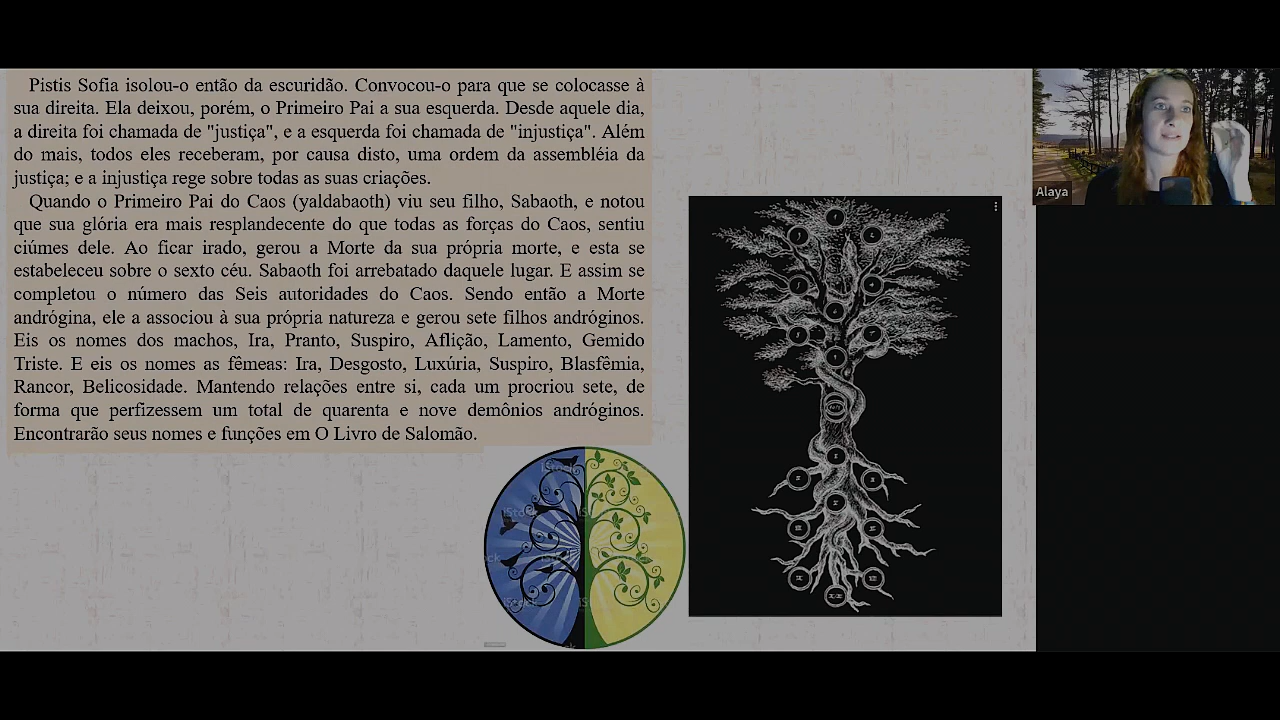 Pistis Sofia isolou-o então da escuridão. Convocou-o para que se colocasse à
sua direita. Ela deixou, porém, o Primeiro Pai a sua esquerda. Desde aquele dia,
a direita foi chamada de "justiça", e a esquerda foi chamada de "injustiça". Além
do mais, todos eles receberam, por causa disto, uma ordem da assembléia da
justiça; e a injustiça rege sobre todas as suas criações.
Quando o Primeiro Pai do Caos (yaldabaoth) viu seu filho, Sabaoth, e notou
que sua glória era mais resplandecente do que todas as forças do Caos, sentiu
ciúmes dele. Ao ficar irado, gerou a Morte da sua própria morte, e esta se
estabeleceu sobre o sexto céu. Sabaoth foi arrebatado daquele lugar. E assim se
completou o número das Seis autoridades do Caos. Sendo então a Morte
andrógina, ele a associou à sua própria natureza e gerou sete filhos andróginos.
Eis os nomes dos machos, Ira, Pranto, Suspiro, Aflição, Lamento, Gemido
Triste. E eis os nomes as fêmeas: Ira, Desgosto, Luxúria, Suspiro, Blasfêmia,
Rancor, Belicosidade. Mantendo relações entre si, cada um procriou sete, de
forma que perfizessem um total de quarenta e nove demônios andróginos.
Encontrarão seus nomes e funções em O Livro de Salomão.
Alaya